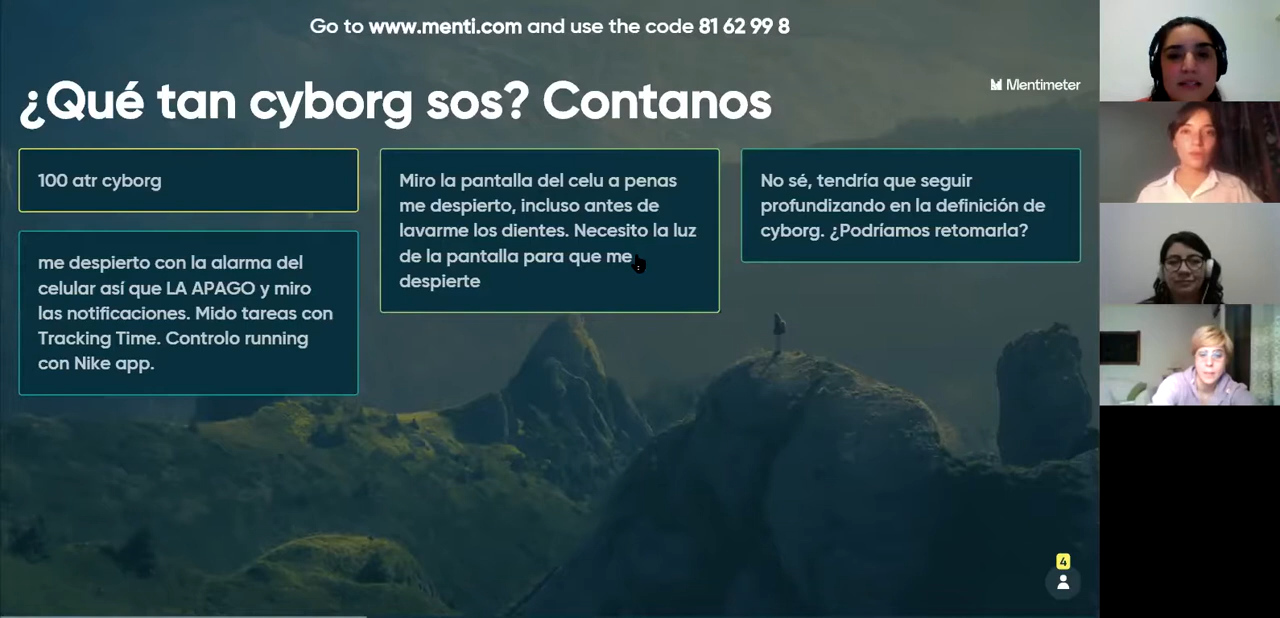 Go to www.menti.com and use the code 81 62 99 8
Mentimeter
¿Qué tan cyborg sos? Contanos
100 atr cyborg
me despierto con la alarma del
celular así que LA APAGO y miro
las notificaciones. Mido tareas con
Tracking Time. Controlo running
con Nike app.
Miro la pantalla del celu a penas
me despierto, incluso antes de
lavarme los dientes. Necesito la luz
de la pantalla para que me
despierte
No sé, tendría que seguir
profundizando en la definición de
cyborg. ¿Podríamos retomarla?
4